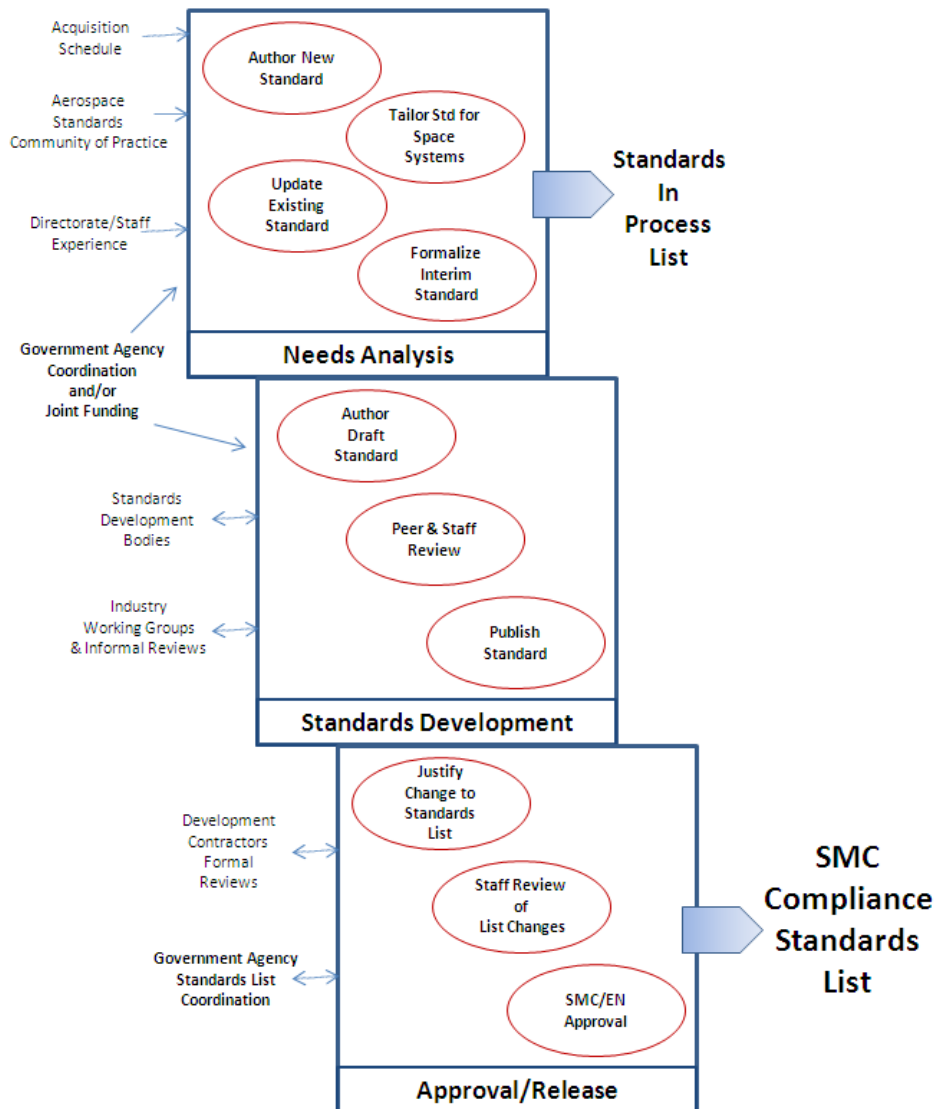 Acquisition
Schedule
Author New
Standard
Aerospace
Standards
Community of Practice
Tailor Std for
Space
Systems
Standards
In
Process
List
Update
Existing
Standard
Directorate/Staff
Experience
Formalize
Interim
Standard
Needs Analysis
Government Agency
Coordination
and/or
Joint Funding
Author
Draft
Standard
Standards
Development
Bodies
Peer & Staff
Review
Industry
Working Groups
& Informal Reviews
Publish
Standard
Standards Development
Justify
Change to
Standards
List
Development
Contractors
Formal
Reviews
Staff Review
of
List Changes
SMC
Compliance
Standards
List
Government Agency
Standards List
Coordination
SMC/EN
Approval
Approval/Release